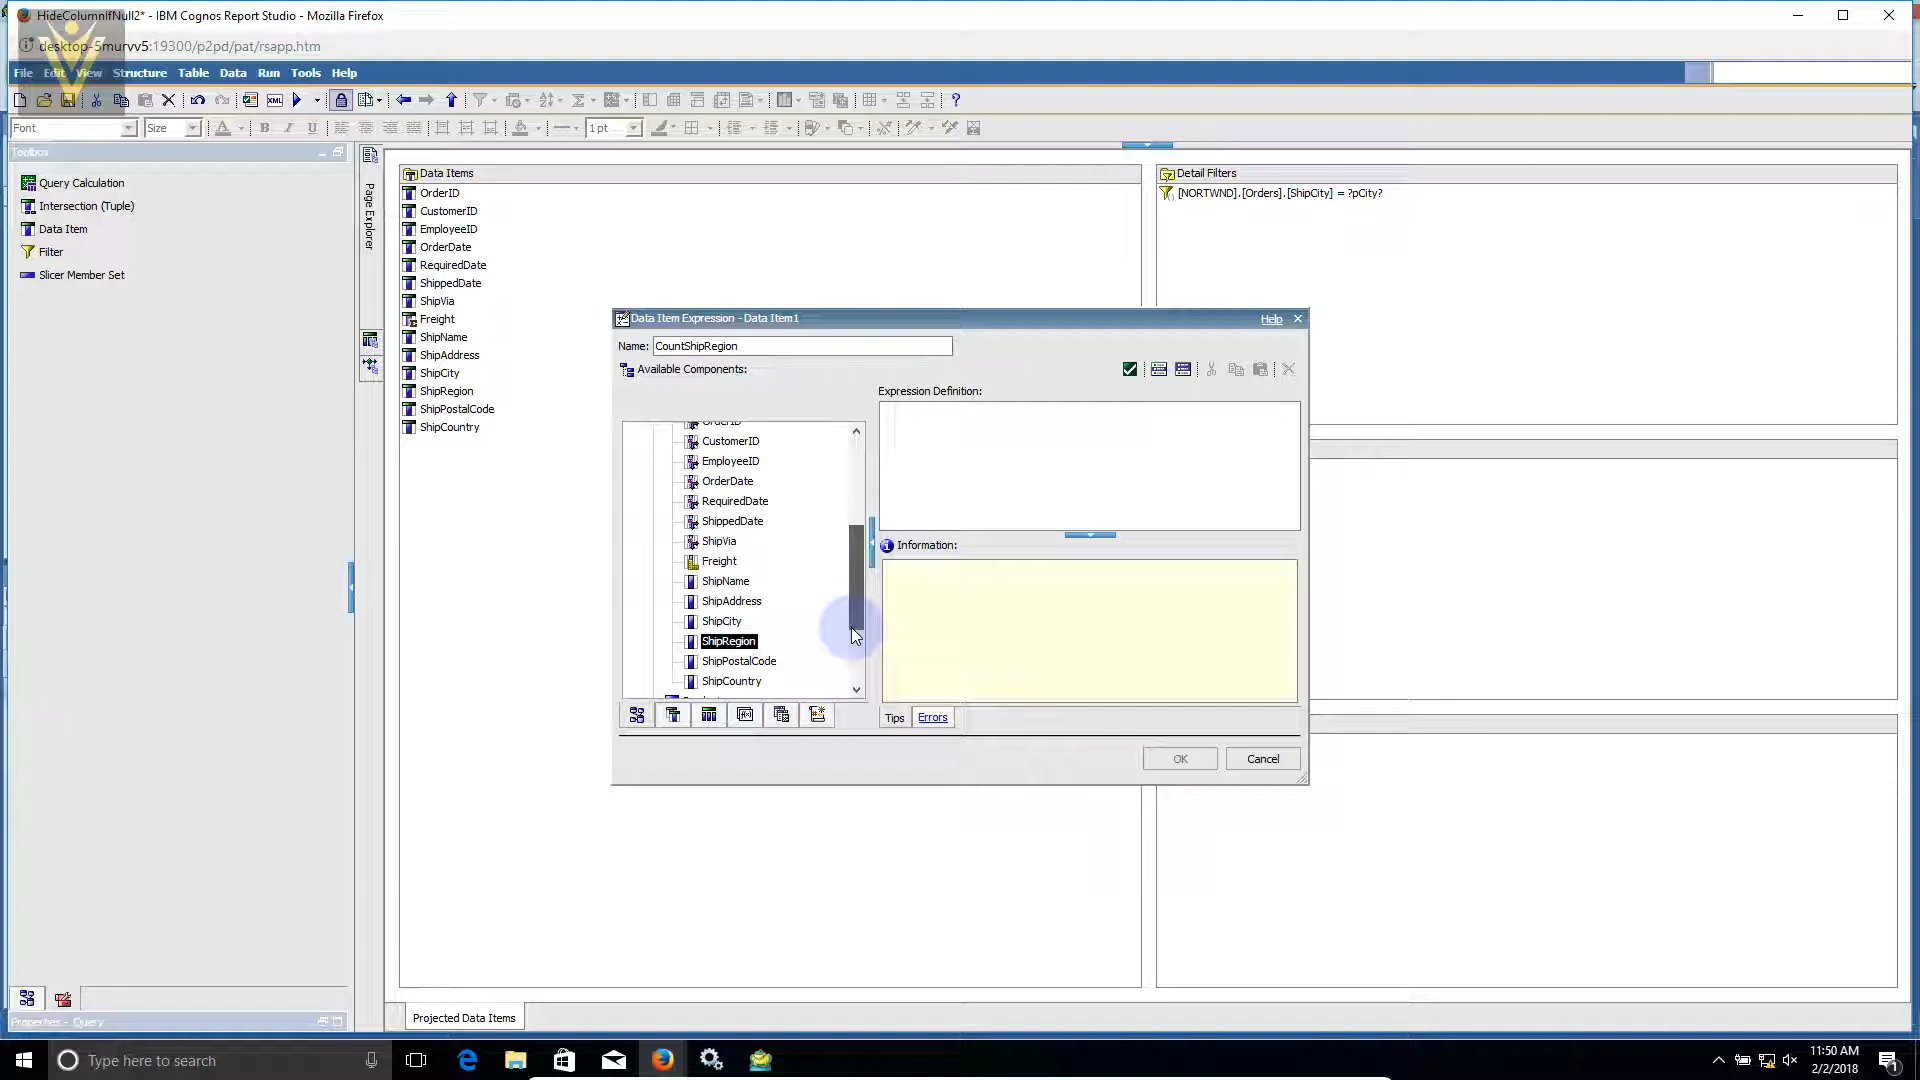 HideColumnIfNull2* - IBM Cognos Report Studio - Mozilla Firefox
desktop-5murvv5:19300/p2pd/pat/rsapp.htm
File Edit View Structure Table Data Run Tools Help
Font Size 1pt
Toolbox
Query Calculation
Intersection (Tuple)
Data Item
Filter
Slicer Member Set
Properties - Query
Page Explorer
Data Items
OrderID
CustomerID
EmployeeID
OrderDate
RequiredDate
ShippedDate
ShipVia
Freight
ShipName
ShipAddress
ShipCity
ShipRegion
ShipPostalCode
ShipCountry
Projected Data Items
Detail Filters
[NORTWND].[Orders].[ShipCity] = ?pCity?
Data Item Expression - Data Item1
Help
Name: CountShipRegion
Available Components:
OrderID
CustomerID
EmployeeID
OrderDate
RequiredDate
ShippedDate
ShipVia
Freight
ShipName
ShipAddress
ShipCity
ShipRegion
ShipPostalCode
ShipCountry
Expression Definition:
Information:
Tips Errors
OK Cancel
Type here to search
11:50 AM
2/2/2018
1